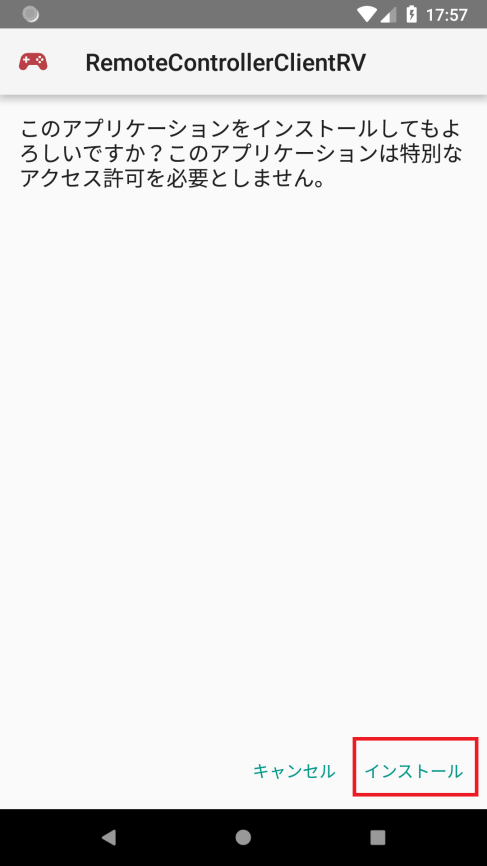 17:57
RemoteControllerClientRV
このアプリケーションをインストールしてもよ
ろしいですか？このアプリケーションは特別な
アクセス許可を必要としません。
キャンセル インストール